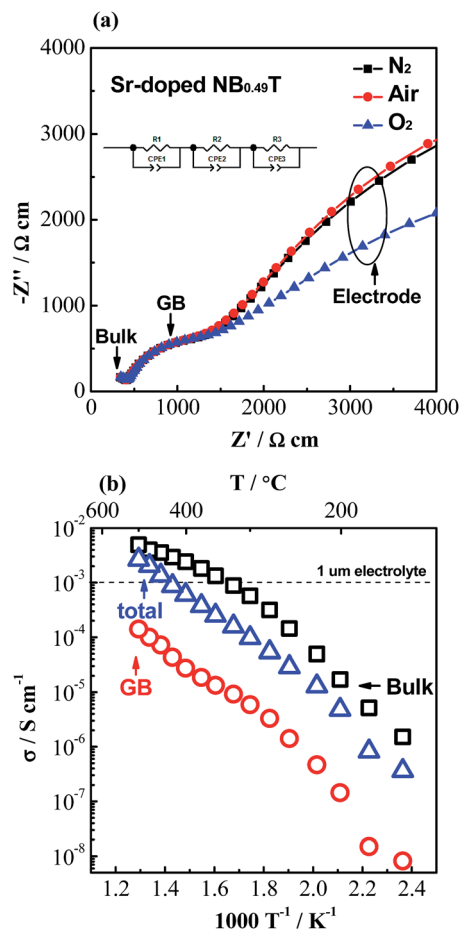 (a)
Sr-doped NB0.49T
N2
Air
O2
R1 R2 R3
CPE1 CPE2 CPE3
4000
3000
2000
1000
0
-Z'' / Ω cm
Bulk
GB
Electrode
0 1000 2000 3000 4000
Z' / Ω cm
(b)
T / °C
600 400 200
10-2
10-3
10-4
10-5
10-6
10-7
10-8
σ / S cm-1
1 um electrolyte
total
GB
Bulk
1.2 1.4 1.6 1.8 2.0 2.2 2.4
1000 T-1 / K-1